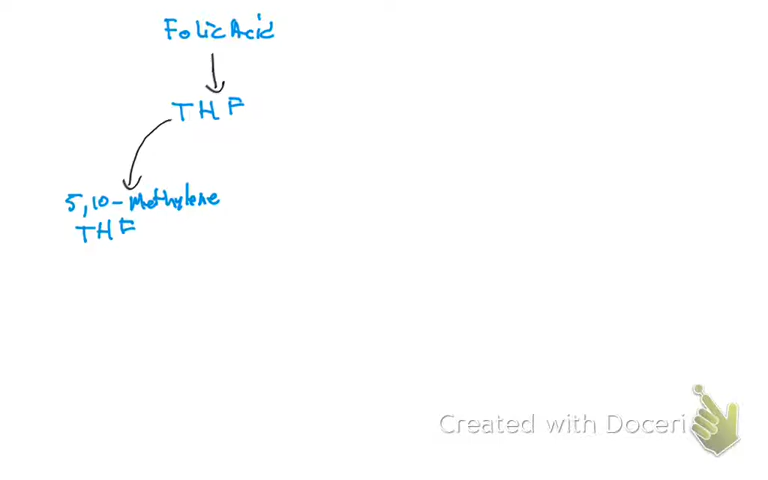 Folic Acid
THF
5,10-Methylene
THF
Created with Doceri